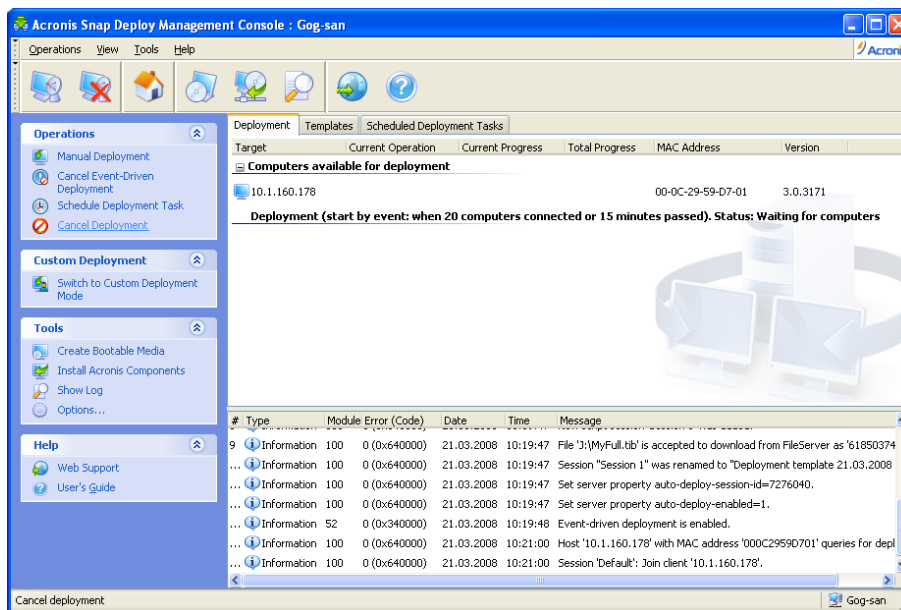 Acronis Snap Deploy Management Console : Gog-san
Operations View Tools Help
Acroni
Operations
Manual Deployment
Cancel Event-Driven
Deployment
Schedule Deployment Task
Cancel Deployment
Custom Deployment
Switch to Custom Deployment
Mode
Tools
Create Bootable Media
Install Acronis Components
Show Log
Options...
Help
Web Support
User's Guide
Deployment Templates Scheduled Deployment Tasks
Target Current Operation Current Progress Total Progress MAC Address Version
Computers available for deployment
10.1.160.178 00-0C-29-59-D7-01 3.0.3171
Deployment (start by event: when 20 computers connected or 15 minutes passed). Status: Waiting for computers
# Type Module Error (Code) Date Time Message
9 Information 100 0 (0x640000) 21.03.2008 10:19:47 File 'J:\MyFull.tib' is accepted to download from FileServer as '61850374
... Information 100 0 (0x640000) 21.03.2008 10:19:47 Session "Session 1" was renamed to "Deployment template 21.03.2008
... Information 100 0 (0x640000) 21.03.2008 10:19:47 Set server property auto-deploy-session-id=7276040.
... Information 100 0 (0x640000) 21.03.2008 10:19:47 Set server property auto-deploy-enabled=1.
... Information 52 0 (0x340000) 21.03.2008 10:19:48 Event-driven deployment is enabled.
... Information 100 0 (0x640000) 21.03.2008 10:21:00 Host '10.1.160.178' with MAC address '000C2959D701' queries for depl
... Information 100 0 (0x640000) 21.03.2008 10:21:00 Session 'Default': Join client '10.1.160.178'.
Cancel deployment
Gog-san